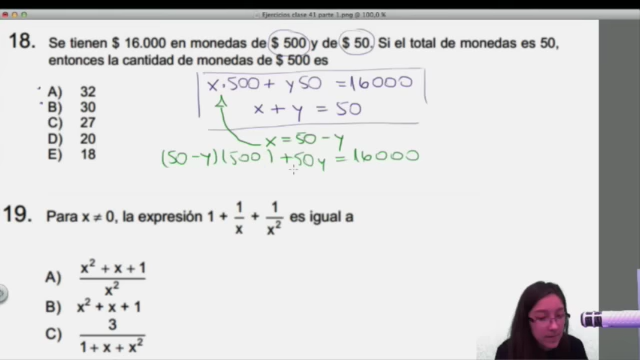 Ejercicios clase 41 parte 1.png @ 100,0 %
18. Se tienen $ 16.000 en monedas de $ 500 y de $ 50. Si el total de monedas es 50,
entonces la cantidad de monedas de $ 500 es
A) 32
B) 30
C) 27
D) 20
E) 18
x·500 + y50 = 16000
x + y = 50
x = 50 - y
(50-y)(500) + 50y = 16000
19. Para x ≠ 0, la expresión 1 + 1/x + 1/x² es igual a
A) (x² + x + 1)/x²
B) x² + x + 1
C) 3/(1 + x + x²)